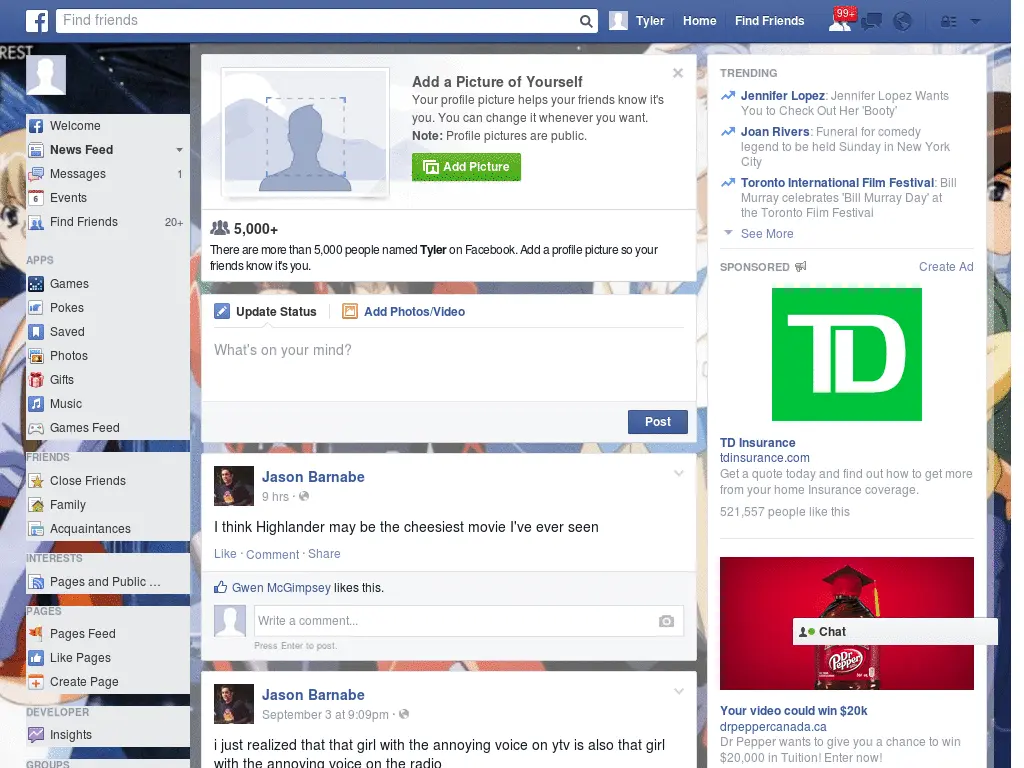 Find friends
Tyler
Home
Find Friends
99+
REST
Welcome
News Feed
Messages 1
6 Events
Find Friends 20+
APPS
Games
Pokes
Saved
Photos
Gifts
Music
Games Feed
FRIENDS
Close Friends
Family
Acquaintances
INTERESTS
Pages and Public ...
PAGES
Pages Feed
Like Pages
Create Page
DEVELOPER
Insights
GROUPS
Add a Picture of Yourself
Your profile picture helps your friends know it's
you. You can change it whenever you want.
Note: Profile pictures are public.
Add Picture
5,000+
There are more than 5,000 people named Tyler on Facebook. Add a profile picture so your
friends know it's you.
Update Status
Add Photos/Video
What's on your mind?
Post
Jason Barnabe
9 hrs ·
I think Highlander may be the cheesiest movie I've ever seen
Like · Comment · Share
Gwen McGimpsey likes this.
Write a comment...
Press Enter to post.
Jason Barnabe
September 3 at 9:09pm ·
i just realized that that girl with the annoying voice on ytv is also that girl
with the annoying voice on the radio
TRENDING
Jennifer Lopez: Jennifer Lopez Wants
You to Check Out Her 'Booty'
Joan Rivers: Funeral for comedy
legend to be held Sunday in New York
City
Toronto International Film Festival: Bill
Murray celebrates 'Bill Murray Day' at
the Toronto Film Festival
See More
SPONSORED
Create Ad
TD
TD Insurance
tdinsurance.com
Get a quote today and find out how to get more
from your home Insurance coverage.
521,557 people like this
Chat
Dr Pepper
Your video could win $20k
drpeppercanada.ca
Dr Pepper wants to give you a chance to win
$20,000 in Tuition! Enter now!